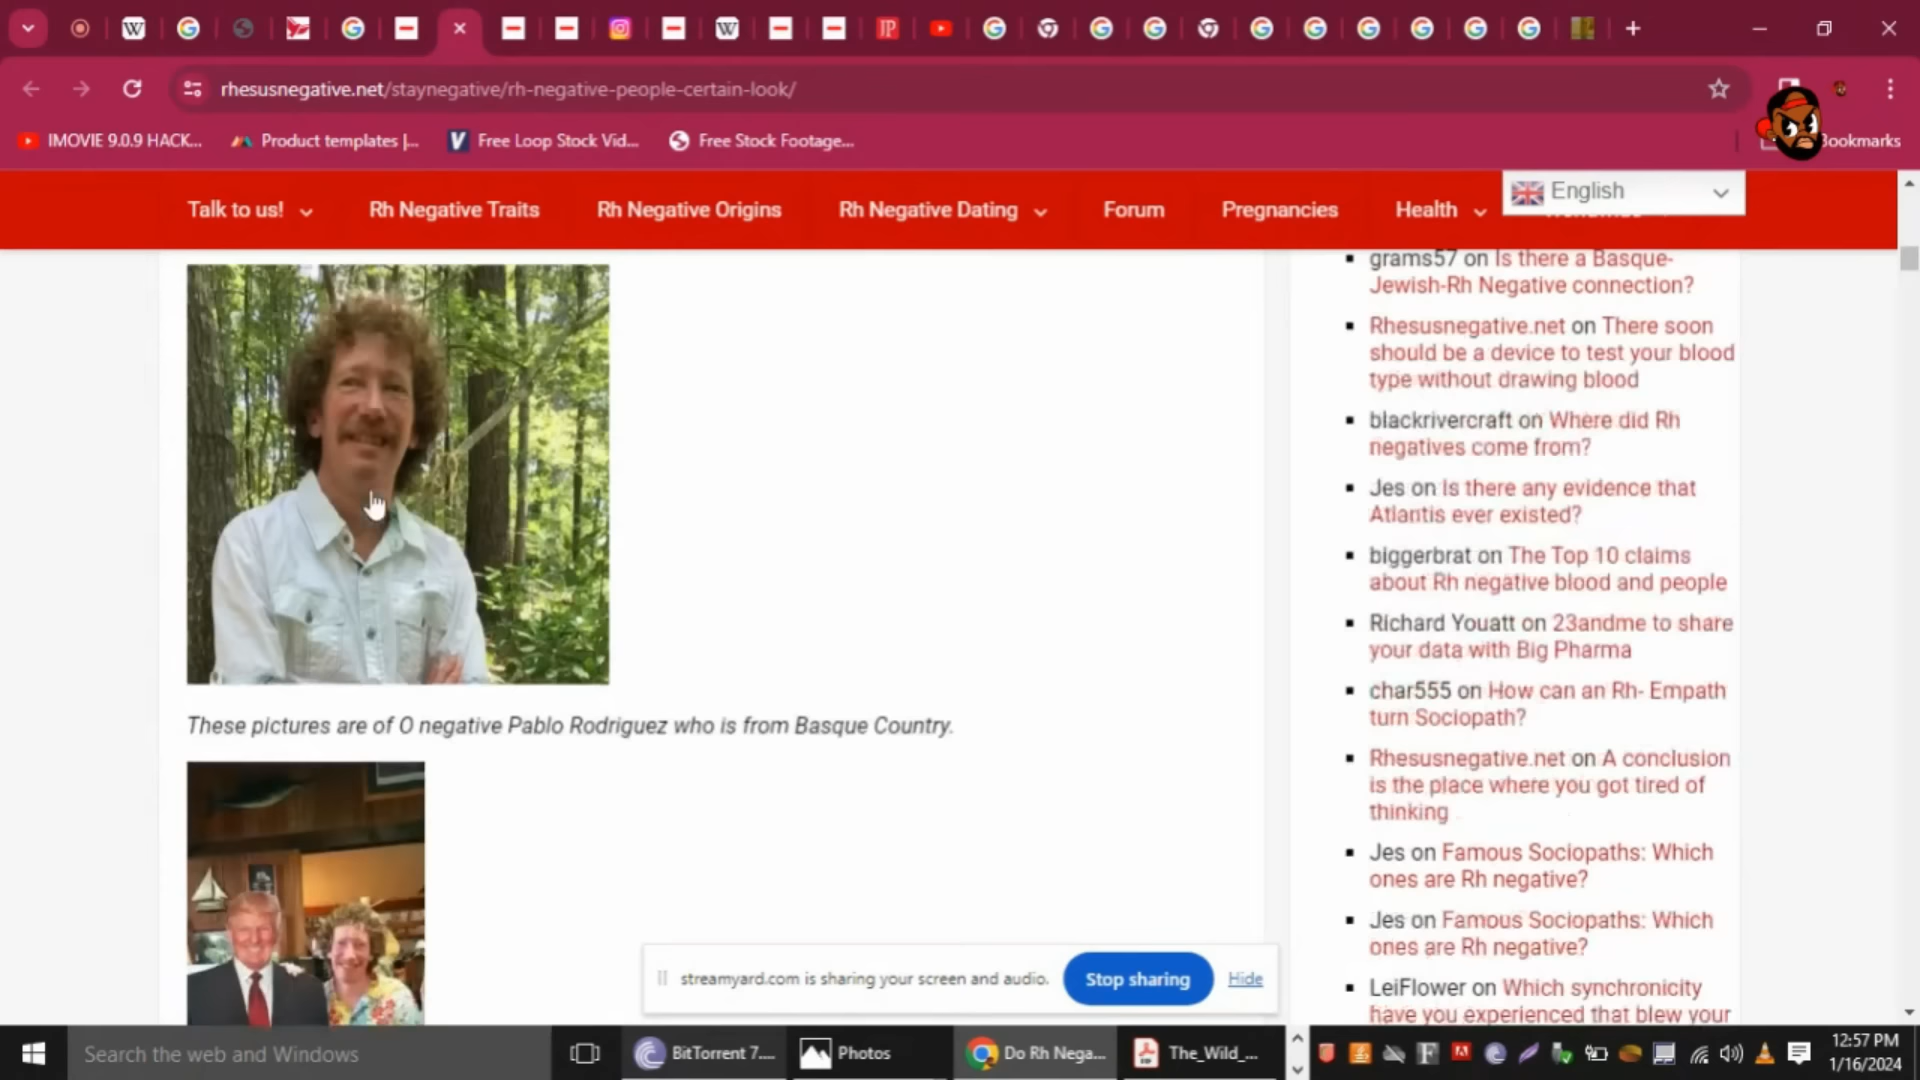 rhesusnegative.net/staynegative/rh-negative-people-certain-look/
IMOVIE 9.0.9 HACK...
Product templates |...
Free Loop Stock Vid...
Free Stock Footage...
Bookmarks
English
Talk to us!
Rh Negative Traits
Rh Negative Origins
Rh Negative Dating
Forum
Pregnancies
Health
These pictures are of O negative Pablo Rodriguez who is from Basque Country.
grams57 on Is there a Basque-
Jewish-Rh Negative connection?
Rhesusnegative.net on There soon
should be a device to test your blood
type without drawing blood
blackrivercraft on Where did Rh
negatives come from?
Jes on Is there any evidence that
Atlantis ever existed?
biggerbrat on The Top 10 claims
about Rh negative blood and people
Richard Youatt on 23andme to share
your data with Big Pharma
char555 on How can an Rh- Empath
turn Sociopath?
Rhesusnegative.net on A conclusion
is the place where you got tired of
thinking
Jes on Famous Sociopaths: Which
ones are Rh negative?
Jes on Famous Sociopaths: Which
ones are Rh negative?
LeiFlower on Which synchronicity
have you experienced that blew your
streamyard.com is sharing your screen and audio.
Stop sharing
Hide
Search the web and Windows
BitTorrent 7....
Photos
Do Rh Nega...
The_Wild_...
12:57 PM
1/16/2024